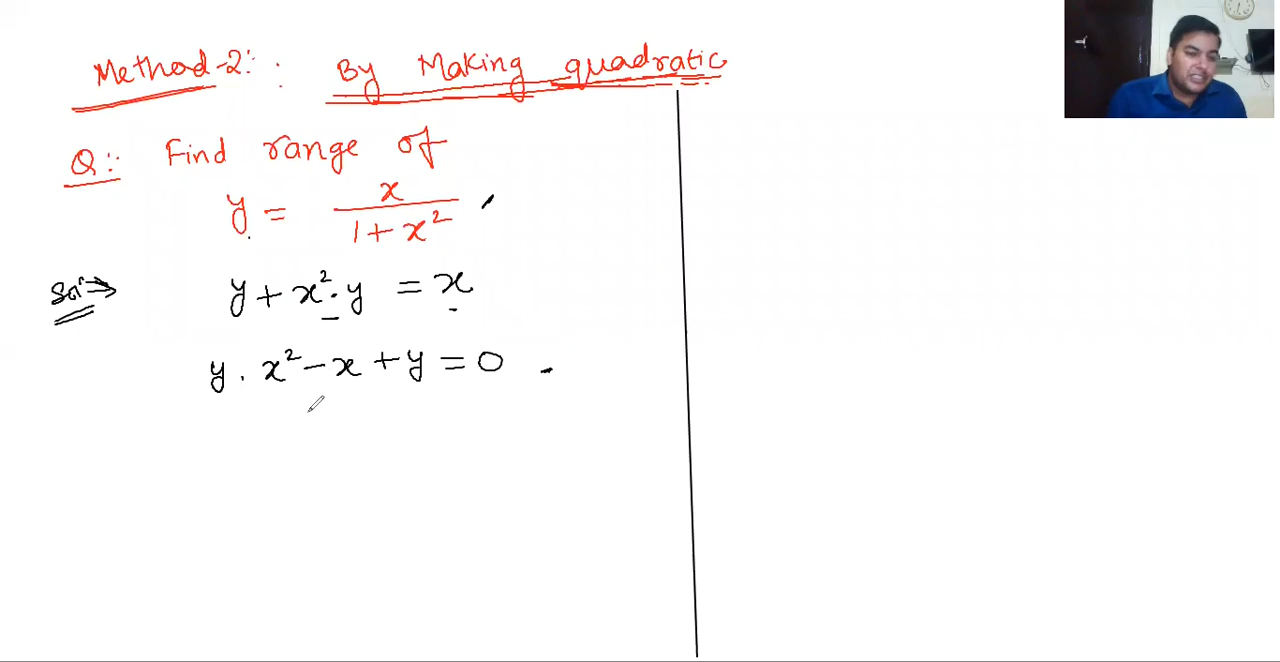 Method-2:- By Making quadratic
Q:- Find range of
y = x / (1 + x²)
Solⁿ⇒ y + x² · y = x
y · x² − x + y = 0